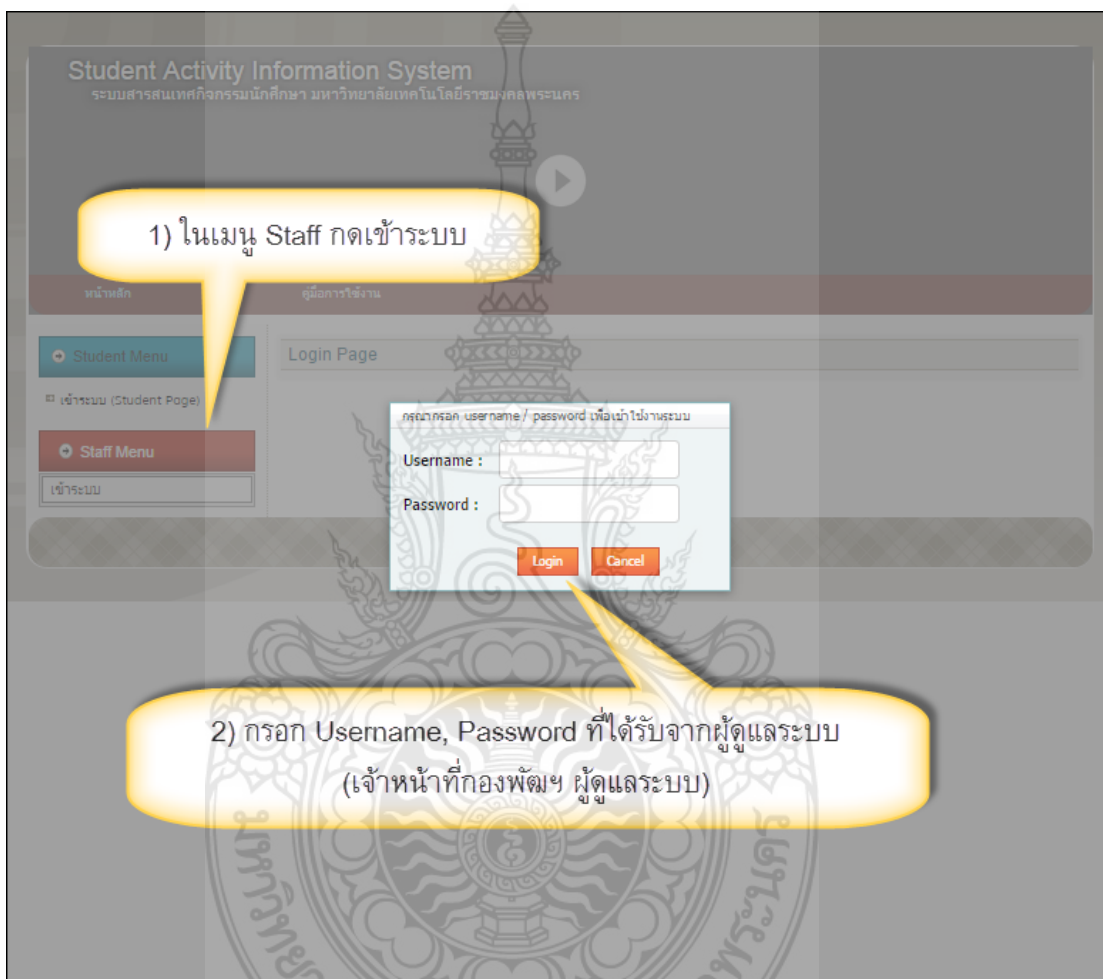 Student Activity Information System
ระบบสารสนเทศกิจกรรมนักศึกษา มหาวิทยาลัยเทคโนโลยีราชมงคลพระนคร
1) ในเมนู Staff กดเข้าระบบ
หน้าหลัก
คู่มือการใช้งาน
Student Menu
Login Page
เข้าระบบ (Student Page)
กรุณากรอก username / password เพื่อเข้าใช้งานระบบ
Staff Menu
Username :
เข้าระบบ
Password :
Login Cancel
2) กรอก Username, Password ที่ได้รับจากผู้ดูแลระบบ
(เจ้าหน้าที่กองพัฒฯ ผู้ดูแลระบบ)
พระนคร